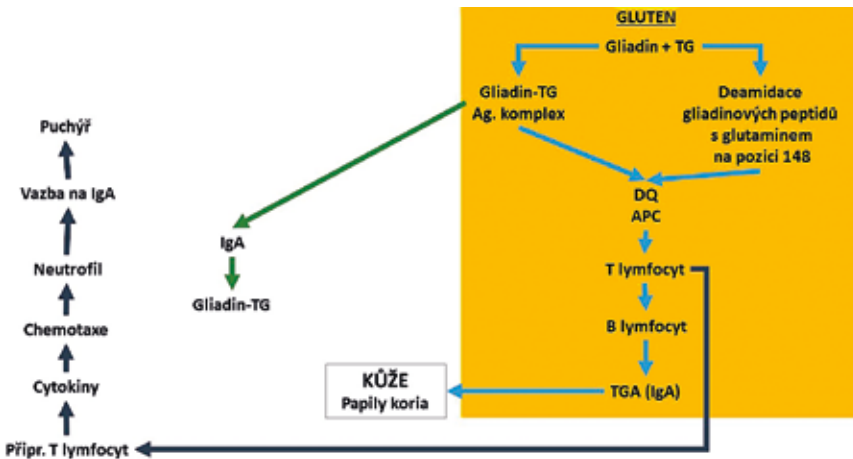 GLUTEN
Gliadin + TG
Gliadin-TG
Ag. komplex
Deamidace
gliadinových peptidů
s glutaminem
na pozici 148
DQ
APC
T lymfocyt
B lymfocyt
TGA (IgA)
KŮŽE
Papily koria
IgA
Gliadin-TG
Puchýř
Vazba na IgA
Neutrofil
Chemotaxe
Cytokiny
Připr. T lymfocyt